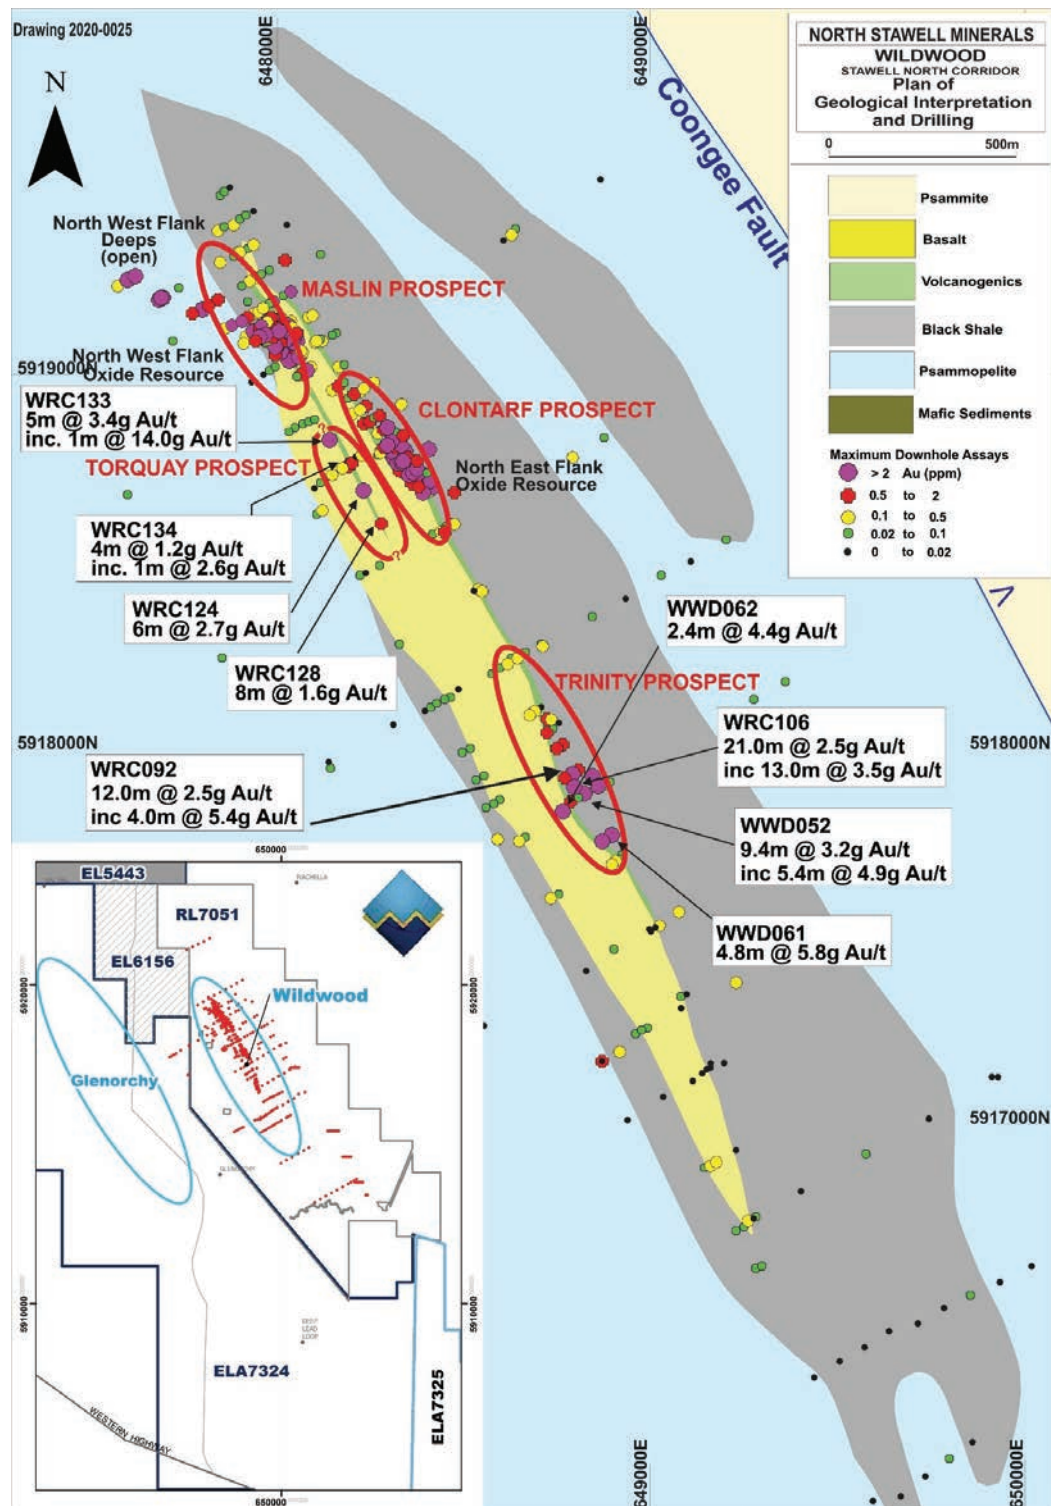 Drawing 2020-0025
648000E
649000E
N
Coongee Fault
NORTH STAWELL MINERALS
WILDWOOD
STAWELL NORTH CORRIDOR
Plan of
Geological Interpretation
and Drilling
0 500m
Psammite
Basalt
Volcanogenics
Black Shale
Psammopelite
Mafic Sediments
Maximum Downhole Assays
> 2 Au (ppm)
0.5 to 2
0.1 to 0.5
0.02 to 0.1
0 to 0.02
North West Flank
Deeps
(open)
MASLIN PROSPECT
North West Flank
Oxide Resource
5919000N
WRC133
5m @ 3.4g Au/t
inc. 1m @ 14.0g Au/t
CLONTARF PROSPECT
North East Flank
Oxide Resource
?
TORQUAY PROSPECT
?
WRC134
4m @ 1.2g Au/t
inc. 1m @ 2.6g Au/t
WRC124
6m @ 2.7g Au/t
WRC128
8m @ 1.6g Au/t
WWD062
2.4m @ 4.4g Au/t
TRINITY PROSPECT
5918000N
5918000N
WRC092
12.0m @ 2.5g Au/t
inc 4.0m @ 5.4g Au/t
WRC106
21.0m @ 2.5g Au/t
inc 13.0m @ 3.5g Au/t
WWD052
9.4m @ 3.2g Au/t
inc 5.4m @ 4.9g Au/t
WWD061
4.8m @ 5.8g Au/t
5917000N
649000E
650000E
650000
EL5443
RL7051
EL6156
5920000
5920000
Wildwood
Glenorchy
GLENORCHY
5910000
5910000
DEEP
LEAD
LOOP
ELA7324
ELA7325
WESTERN HIGHWAY
650000